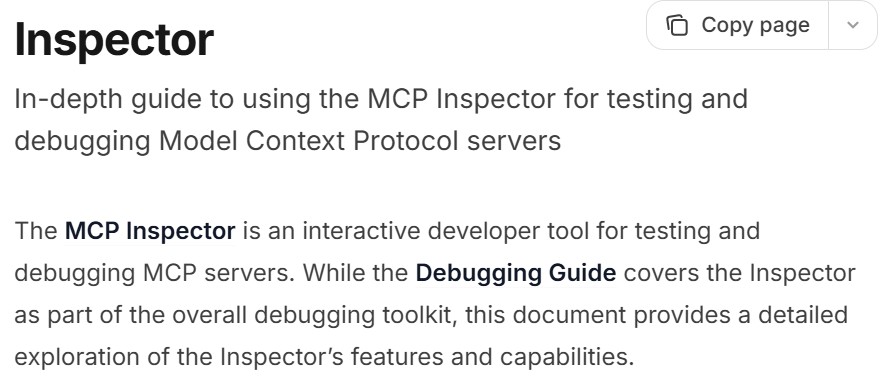 Inspector
Copy page
In-depth guide to using the MCP Inspector for testing and
debugging Model Context Protocol servers
The MCP Inspector is an interactive developer tool for testing and
debugging MCP servers. While the Debugging Guide covers the Inspector
as part of the overall debugging toolkit, this document provides a detailed
exploration of the Inspector’s features and capabilities.